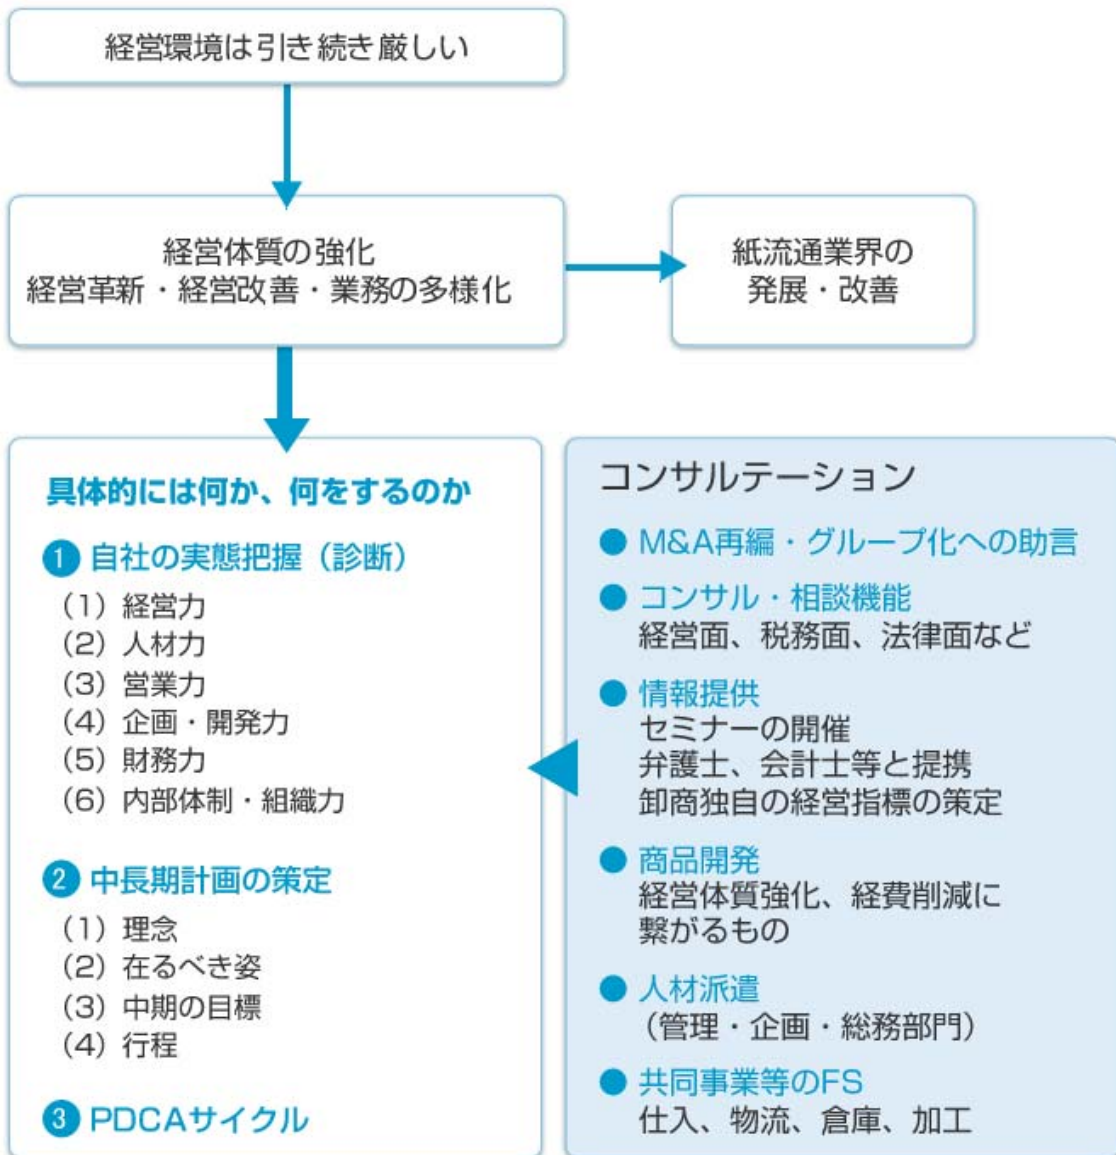 経営環境は引き続き厳しい
経営体質の強化
経営革新・経営改善・業務の多様化
紙流通業界の
発展・改善
具体的には何か、何をするのか
1 自社の実態把握（診断）
（1）経営力
（2）人材力
（3）営業力
（4）企画・開発力
（5）財務力
（6）内部体制・組織力
2 中長期計画の策定
（1）理念
（2）在るべき姿
（3）中期の目標
（4）行程
3 PDCAサイクル
コンサルテーション
● M&A再編・グループ化への助言
● コンサル・相談機能
経営面、税務面、法律面など
● 情報提供
セミナーの開催
弁護士、会計士等と提携
卸商独自の経営指標の策定
● 商品開発
経営体質強化、経費削減に
繋がるもの
● 人材派遣
（管理・企画・総務部門）
● 共同事業等のFS
仕入、物流、倉庫、加工